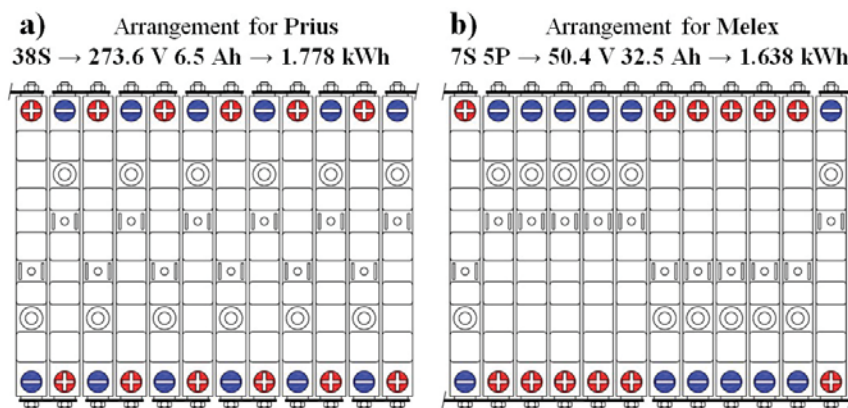 a) Arrangement for Prius
38S → 273.6 V 6.5 Ah → 1.778 kWh
b) Arrangement for Melex
7S 5P → 50.4 V 32.5 Ah → 1.638 kWh